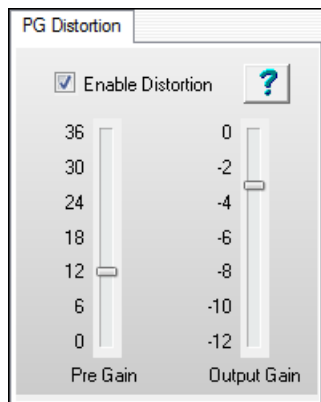 PG Distortion
Enable Distortion ?
36 0
30 -2
24 -4
18 -6
12 -8
6 -10
0 -12
Pre Gain Output Gain